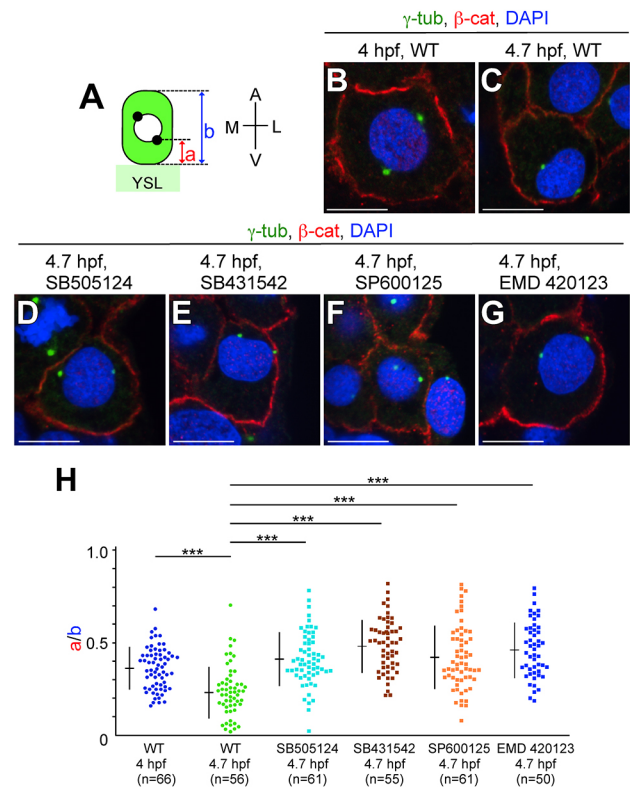 γ-tub, β-cat, DAPI
4 hpf, WT
4.7 hpf, WT
A
B
C
A
M
L
V
b
a
YSL
γ-tub, β-cat, DAPI
4.7 hpf,
SB505124
4.7 hpf,
SB431542
4.7 hpf,
SP600125
4.7 hpf,
EMD 420123
D
E
F
G
H
***
***
***
***
***
1.0
0.5
0
a/b
WT
4 hpf
(n=66)
WT
4.7 hpf
(n=56)
SB505124
4.7 hpf
(n=61)
SB431542
4.7 hpf
(n=55)
SP600125
4.7 hpf
(n=61)
EMD 420123
4.7 hpf
(n=50)